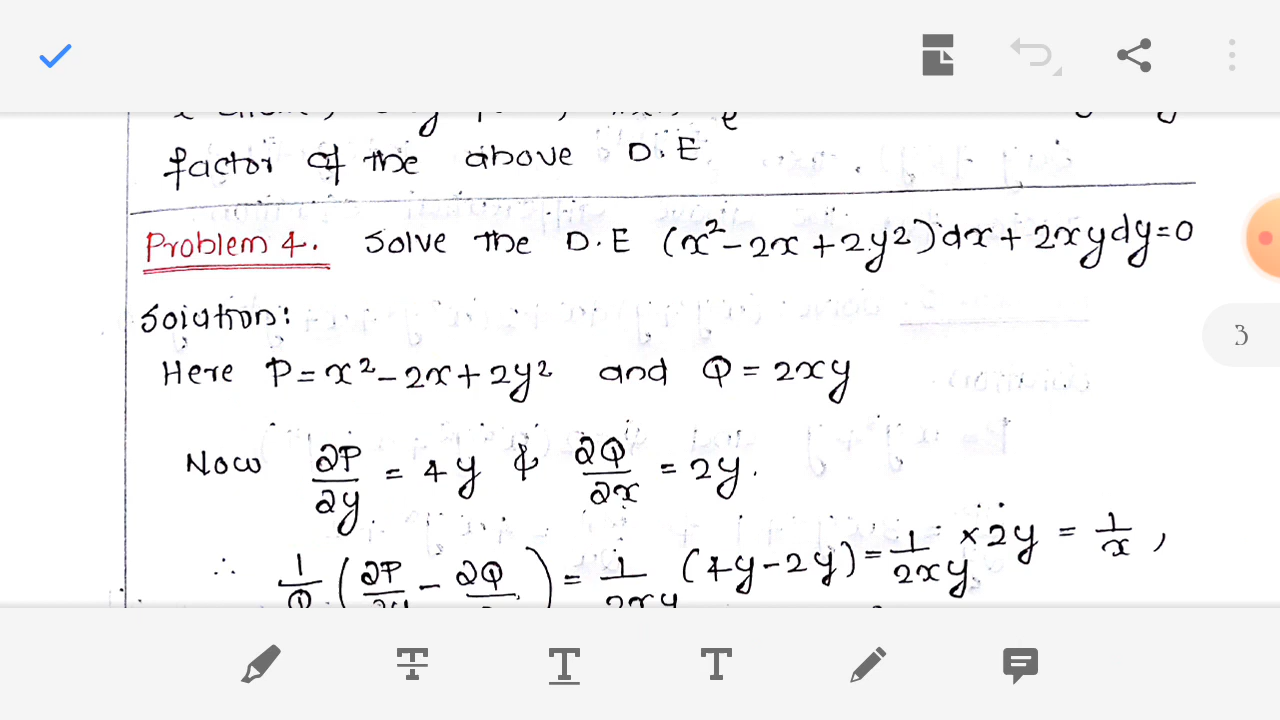 factor of the above D.E
Problem 4. Solve the D.E (x²-2x+2y²)dx+2xydy=0
Solution:
Here P=x²-2x+2y² and Q=2xy
Now ∂P/∂y = 4y & ∂Q/∂x = 2y.
∴ 1/Q (∂P/∂y - ∂Q/∂x) = 1/2xy (4y-2y) = 1/2xy ×2y = 1/x,
3
T
T
T